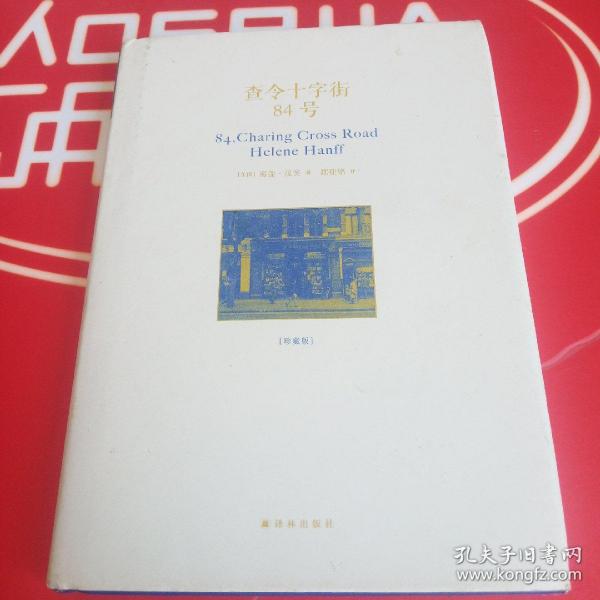 查令十字街
84号
84, Charing Cross Road
Helene Hanff
[美国] 海莲·汉芙 著 陈建铭 译
[珍藏版]
译林出版社
孔夫子旧书网
www.kongfz.com